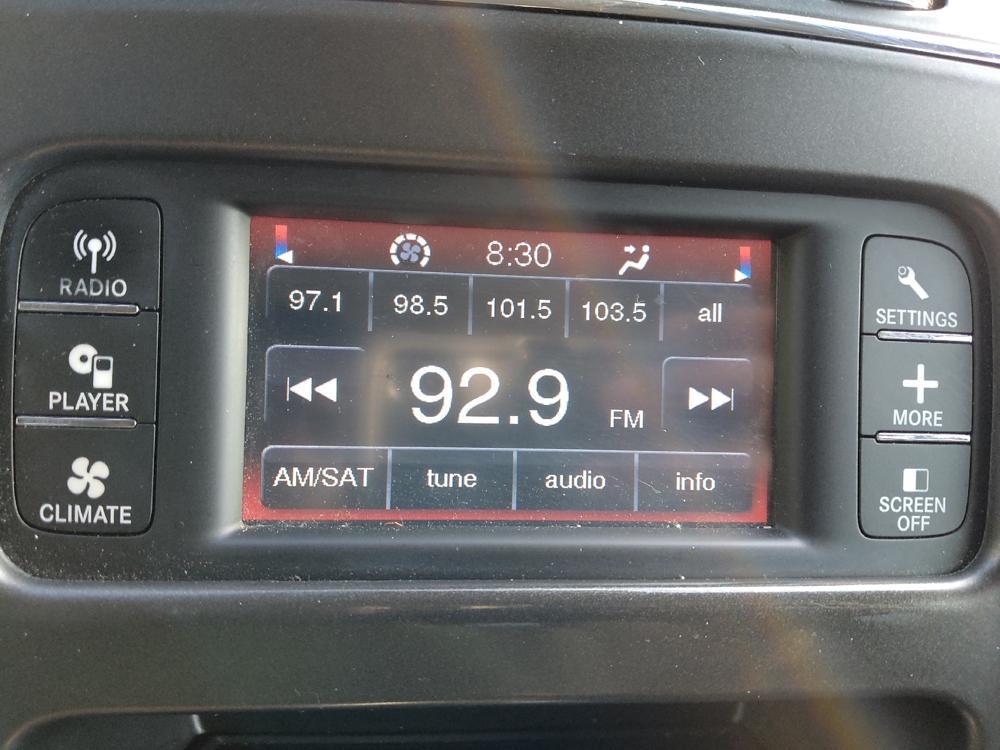 RADIO
PLAYER
CLIMATE
8:30
97.1 98.5 101.5 103.5 all
92.9 FM
AM/SAT tune audio info
SETTINGS
MORE
SCREEN
OFF